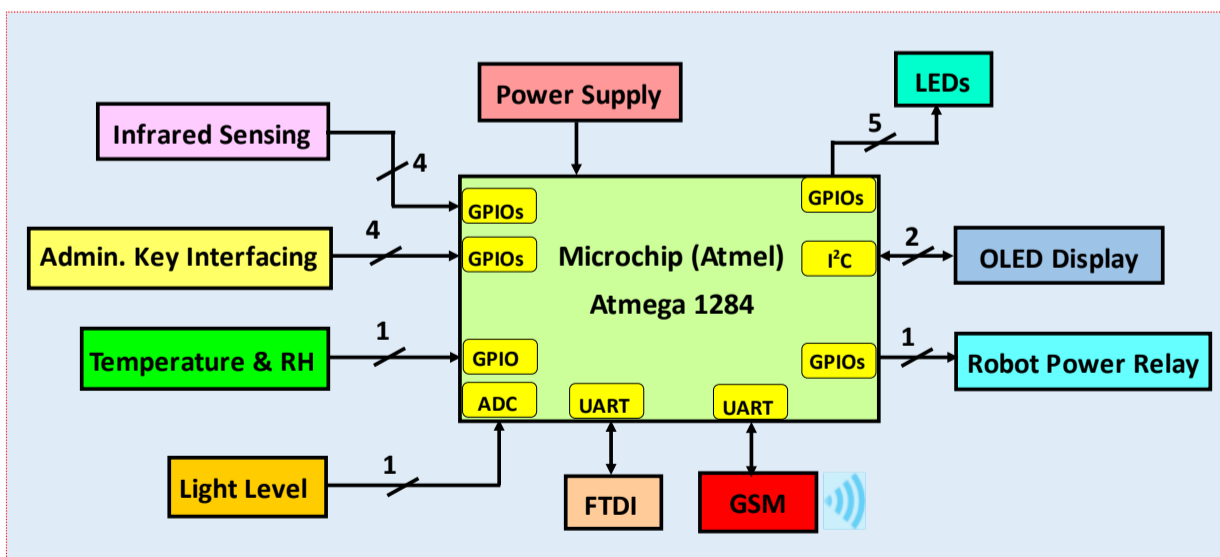 LEDs
Power Supply
5
Infrared Sensing
4
GPIOs
GPIOs
Admin. Key Interfacing
4
GPIOs
Microchip (Atmel)
Atmega 1284
I²C
2
OLED Display
Temperature & RH
1
GPIO
GPIOs
1
Robot Power Relay
ADC
UART
UART
Light Level
1
FTDI
GSM